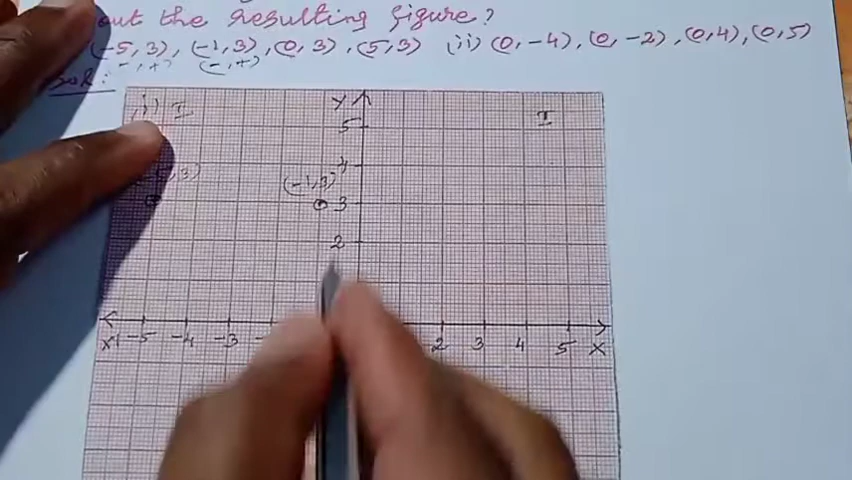 out the resulting figure?
(-5,3), (-1,3), (0,3), (5,3) (ii) (0,-4), (0,-2), (0,4), (0,5)
-,+ (-,+)
Sol:
(i) II Y I
5
4
,3) (-1,3)
3
2
X' -5 -4 -3 2 3 4 5 X